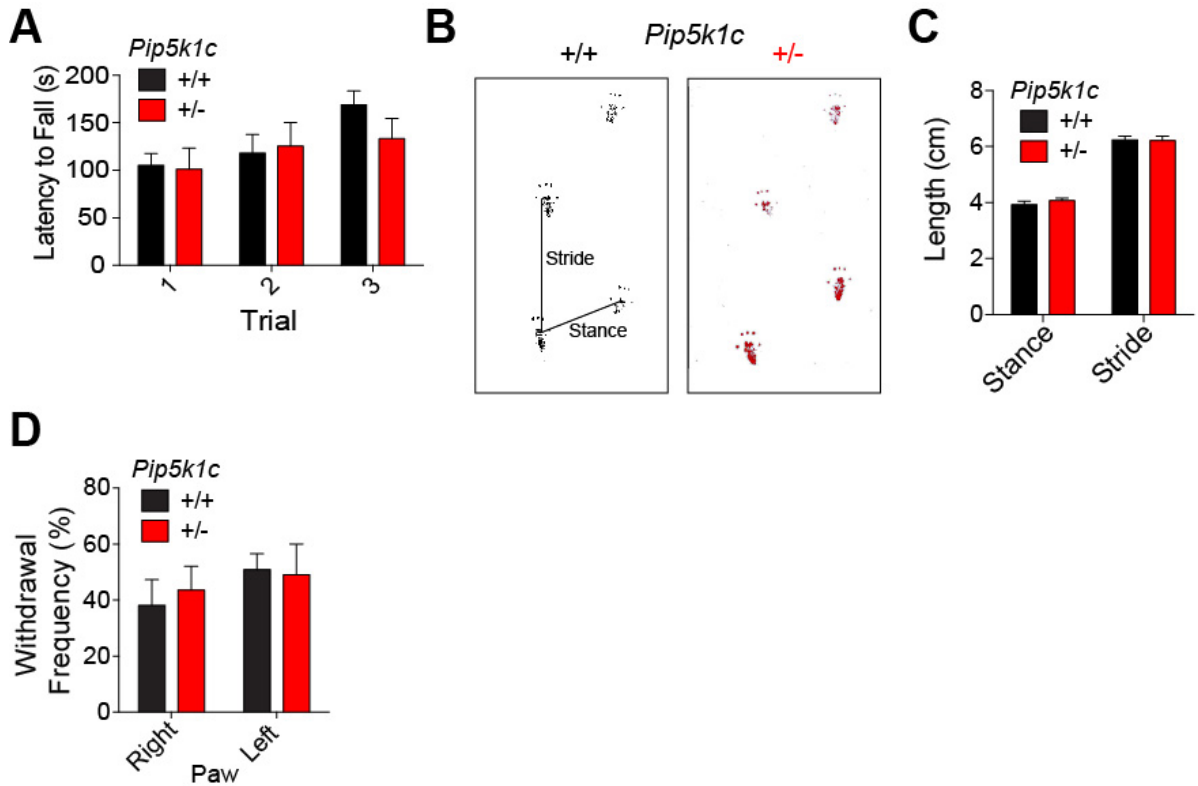 A
Pip5k1c
+/+
+/-
Latency to Fall (s)
200
150
100
50
0
1
2
3
Trial
B
Pip5k1c
+/+
+/-
Stride
Stance
C
Pip5k1c
+/+
+/-
Length (cm)
8
6
4
2
0
Stance
Stride
D
Pip5k1c
+/+
+/-
Withdrawal
Frequency (%)
80
60
40
20
0
Right
Left
Paw